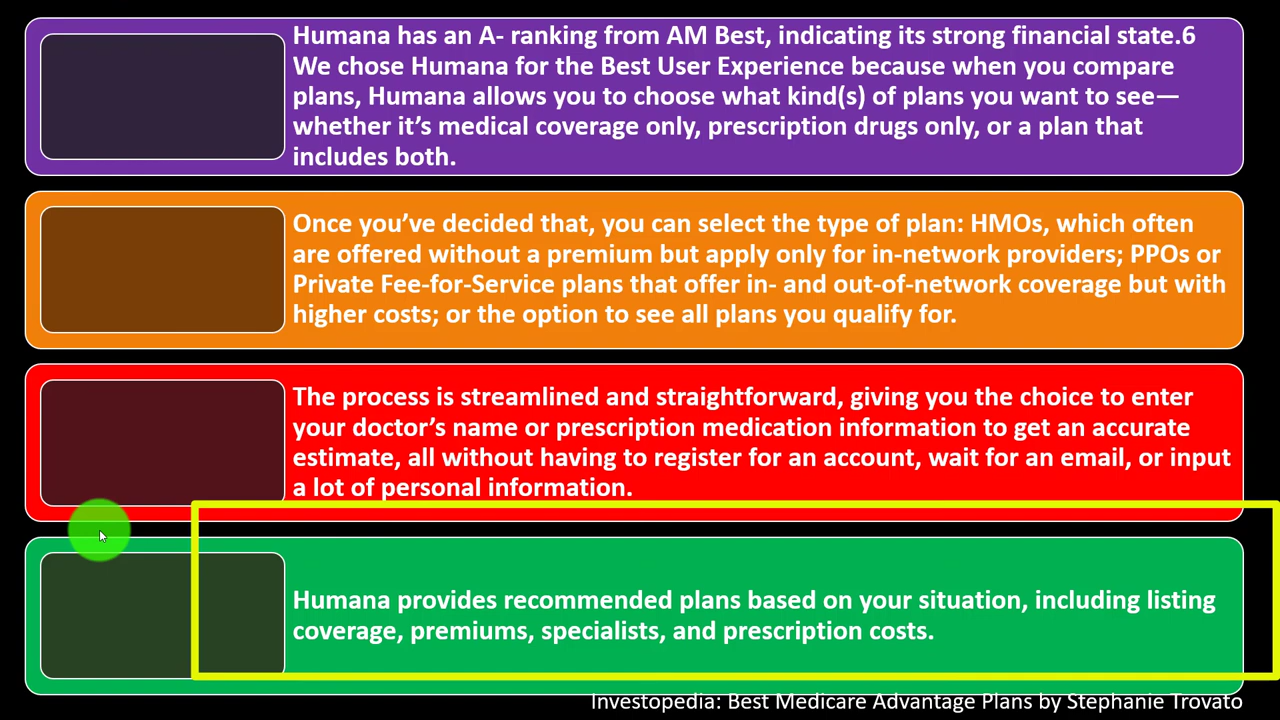 Humana has an A- ranking from AM Best, indicating its strong financial state.6
We chose Humana for the Best User Experience because when you compare
plans, Humana allows you to choose what kind(s) of plans you want to see—
whether it’s medical coverage only, prescription drugs only, or a plan that
includes both.
Once you’ve decided that, you can select the type of plan: HMOs, which often
are offered without a premium but apply only for in-network providers; PPOs or
Private Fee-for-Service plans that offer in- and out-of-network coverage but with
higher costs; or the option to see all plans you qualify for.
The process is streamlined and straightforward, giving you the choice to enter
your doctor’s name or prescription medication information to get an accurate
estimate, all without having to register for an account, wait for an email, or input
a lot of personal information.
Humana provides recommended plans based on your situation, including listing
coverage, premiums, specialists, and prescription costs.
Investopedia: Best Medicare Advantage Plans by Stephanie Trovato